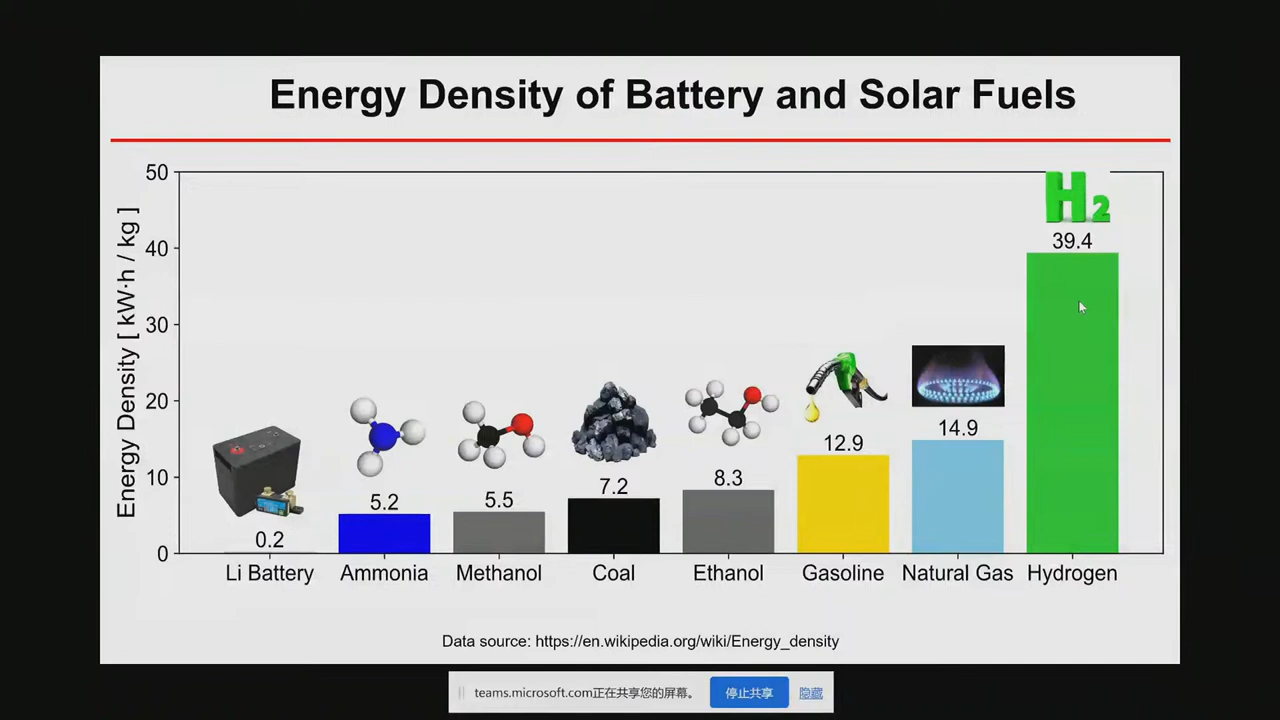 Energy Density of Battery and Solar Fuels
Energy Density [ kW·h / kg ]
50
40
30
20
10
0
H2
39.4
14.9
12.9
8.3
7.2
5.5
5.2
0.2
Li Battery Ammonia Methanol Coal Ethanol Gasoline Natural Gas Hydrogen
Data source: https://en.wikipedia.org/wiki/Energy_density
teams.microsoft.com正在共享您的屏幕。 停止共享 隐藏